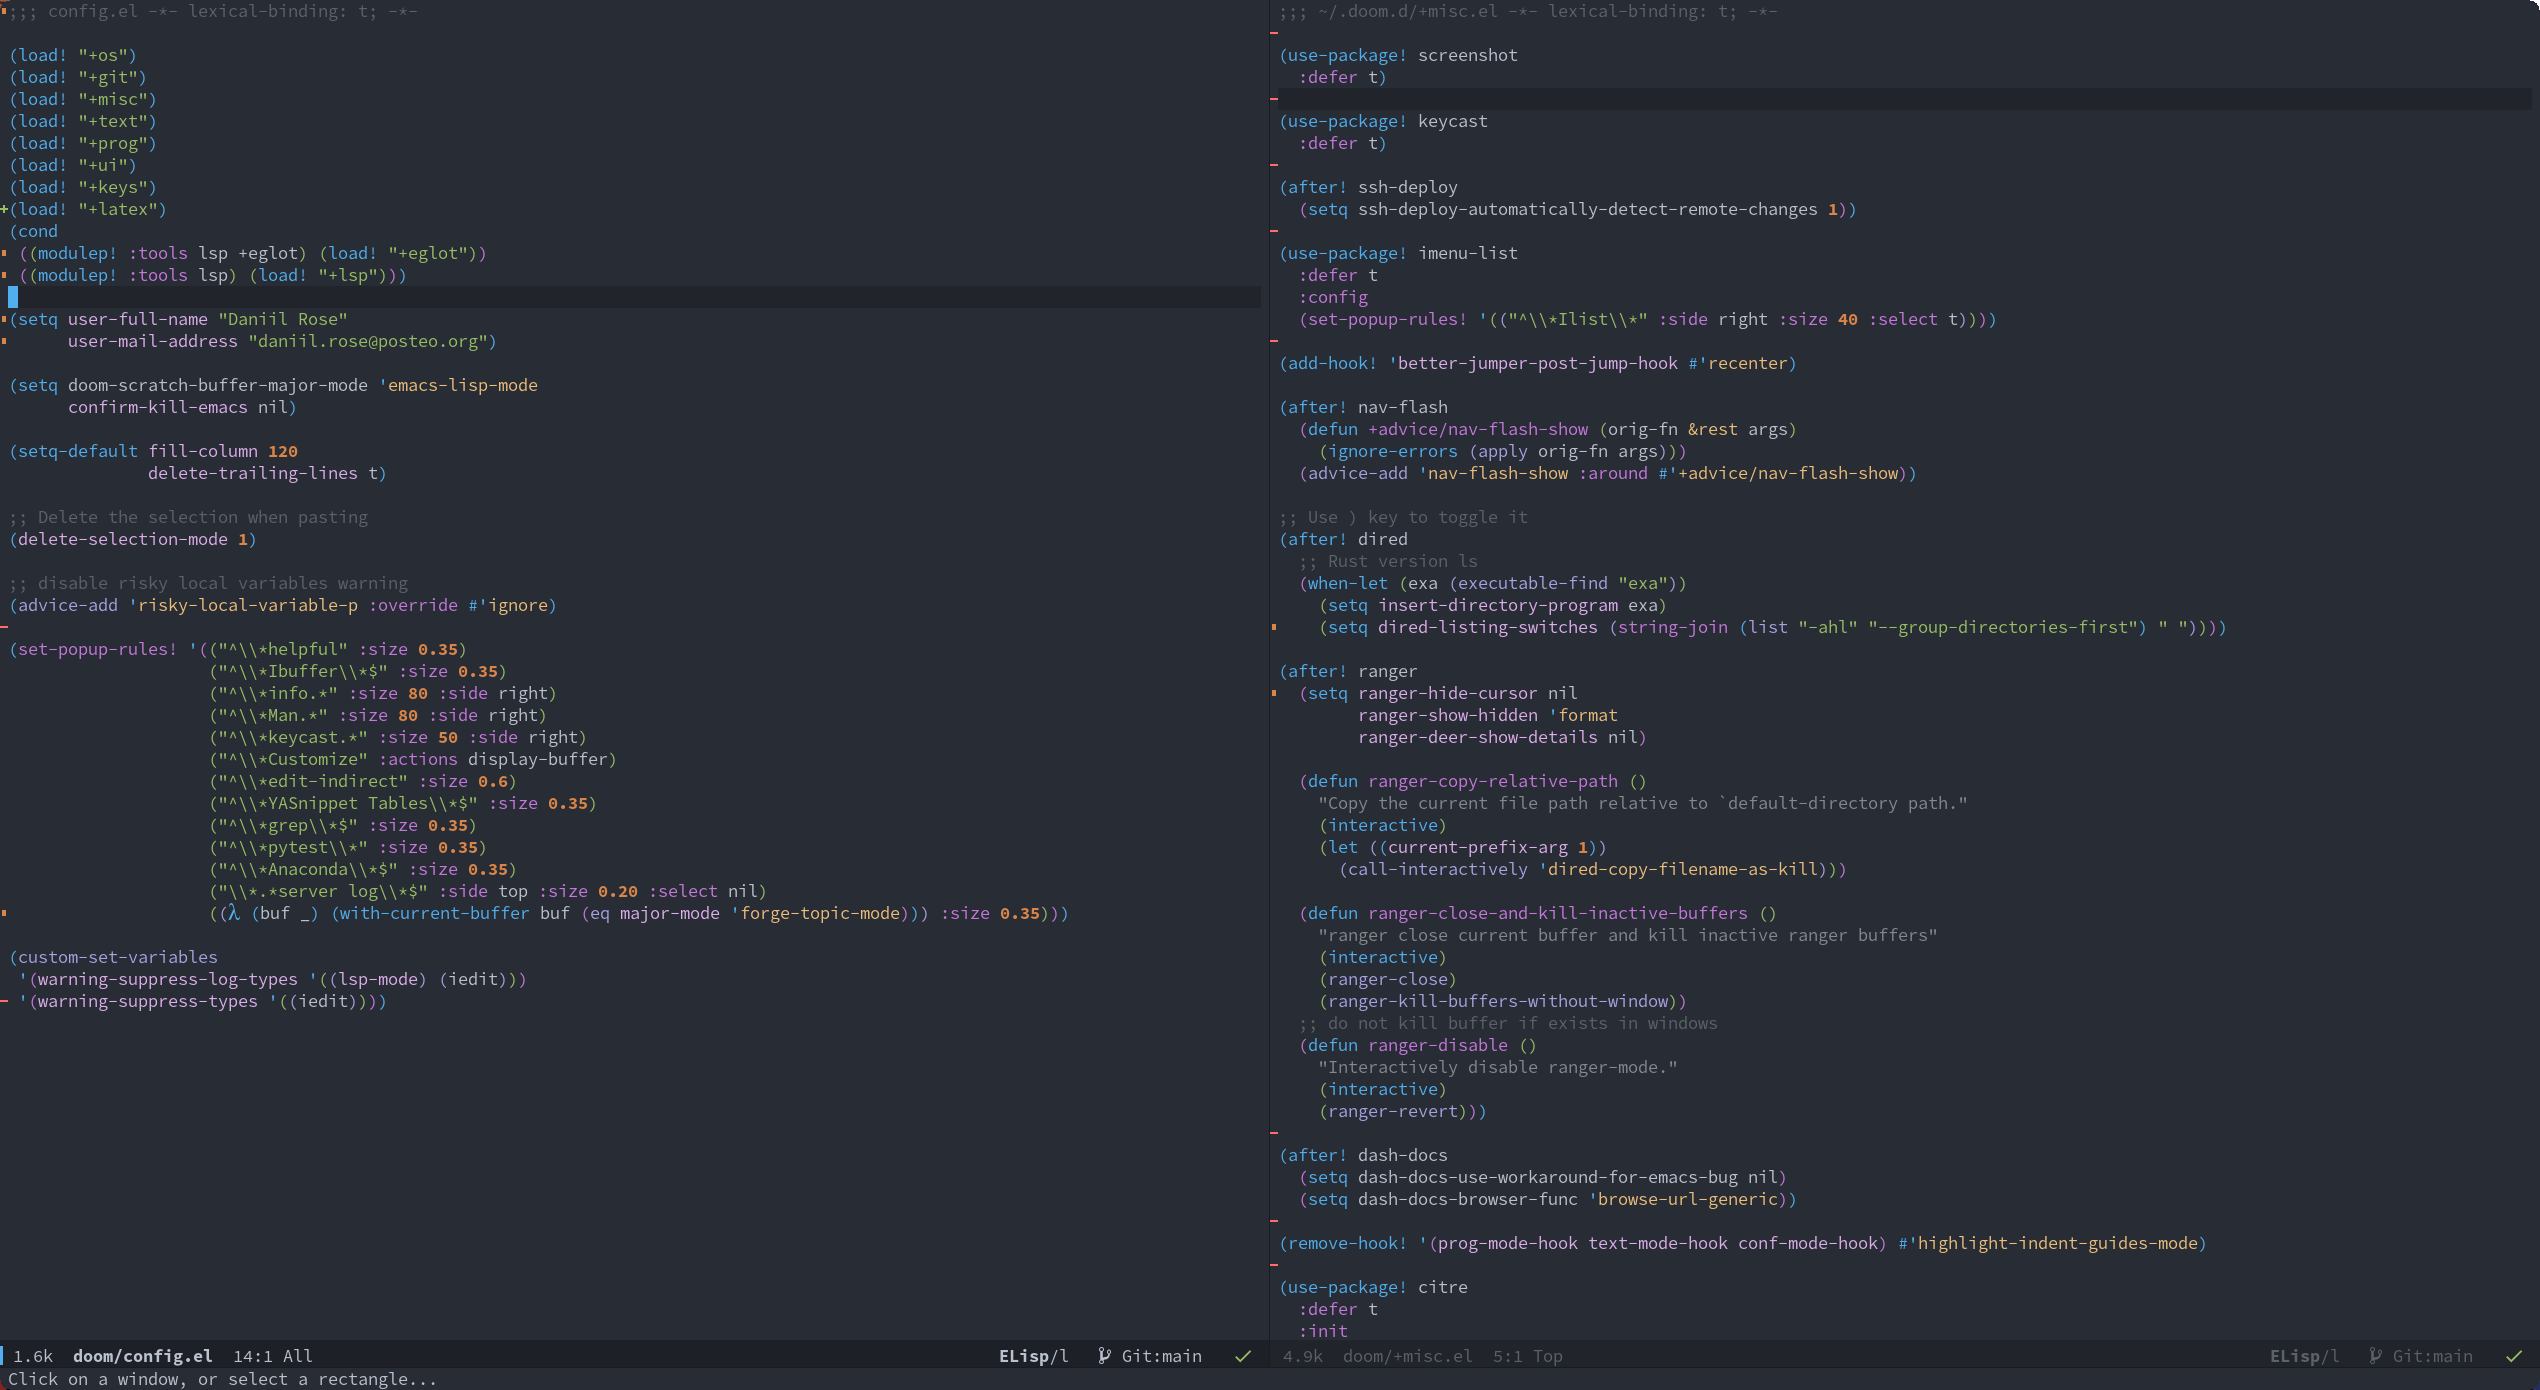 ;;; config.el -*- lexical-binding: t; -*-
(load! "+os")
(load! "+git")
(load! "+misc")
(load! "+text")
(load! "+prog")
(load! "+ui")
(load! "+keys")
+(load! "+latex")
(cond
 ((modulep! :tools lsp +eglot) (load! "+eglot"))
 ((modulep! :tools lsp) (load! "+lsp")))
(setq user-full-name "Daniil Rose"
      user-mail-address "daniil.rose@posteo.org")
(setq doom-scratch-buffer-major-mode 'emacs-lisp-mode
      confirm-kill-emacs nil)
(setq-default fill-column 120
              delete-trailing-lines t)
;; Delete the selection when pasting
(delete-selection-mode 1)
;; disable risky local variables warning
(advice-add 'risky-local-variable-p :override #'ignore)
(set-popup-rules! '(("^\\*helpful" :size 0.35)
                    ("^\\*Ibuffer\\*$" :size 0.35)
                    ("^\\*info.*" :size 80 :side right)
                    ("^\\*Man.*" :size 80 :side right)
                    ("^\\*keycast.*" :size 50 :side right)
                    ("^\\*Customize" :actions display-buffer)
                    ("^\\*edit-indirect" :size 0.6)
                    ("^\\*YASnippet Tables\\*$" :size 0.35)
                    ("^\\*grep\\*$" :size 0.35)
                    ("^\\*pytest\\*" :size 0.35)
                    ("^\\*Anaconda\\*$" :size 0.35)
                    ("\\*.*server log\\*$" :side top :size 0.20 :select nil)
                    ((λ (buf _) (with-current-buffer buf (eq major-mode 'forge-topic-mode))) :size 0.35)))
(custom-set-variables
 '(warning-suppress-log-types '((lsp-mode) (iedit)))
 '(warning-suppress-types '((iedit))))
1.6k doom/config.el 14:1 All ELisp/l Git:main
;;; ~/.doom.d/+misc.el -*- lexical-binding: t; -*-
(use-package! screenshot
  :defer t)
(use-package! keycast
  :defer t)
(after! ssh-deploy
  (setq ssh-deploy-automatically-detect-remote-changes 1))
(use-package! imenu-list
  :defer t
  :config
  (set-popup-rules! '(("^\\*Ilist\\*" :side right :size 40 :select t))))
(add-hook! 'better-jumper-post-jump-hook #'recenter)
(after! nav-flash
  (defun +advice/nav-flash-show (orig-fn &rest args)
    (ignore-errors (apply orig-fn args)))
  (advice-add 'nav-flash-show :around #'+advice/nav-flash-show))
;; Use ) key to toggle it
(after! dired
  ;; Rust version ls
  (when-let (exa (executable-find "exa"))
    (setq insert-directory-program exa)
    (setq dired-listing-switches (string-join (list "-ahl" "--group-directories-first") " "))))
(after! ranger
  (setq ranger-hide-cursor nil
        ranger-show-hidden 'format
        ranger-deer-show-details nil)
  (defun ranger-copy-relative-path ()
    "Copy the current file path relative to `default-directory path."
    (interactive)
    (let ((current-prefix-arg 1))
      (call-interactively 'dired-copy-filename-as-kill)))
  (defun ranger-close-and-kill-inactive-buffers ()
    "ranger close current buffer and kill inactive ranger buffers"
    (interactive)
    (ranger-close)
    (ranger-kill-buffers-without-window))
  ;; do not kill buffer if exists in windows
  (defun ranger-disable ()
    "Interactively disable ranger-mode."
    (interactive)
    (ranger-revert)))
(after! dash-docs
  (setq dash-docs-use-workaround-for-emacs-bug nil)
  (setq dash-docs-browser-func 'browse-url-generic))
(remove-hook! '(prog-mode-hook text-mode-hook conf-mode-hook) #'highlight-indent-guides-mode)
(use-package! citre
  :defer t
  :init
4.9k doom/+misc.el 5:1 Top ELisp/l Git:main
Click on a window, or select a rectangle...